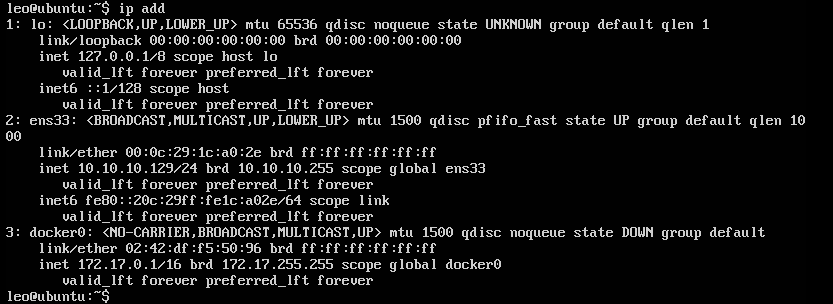 leo@ubuntu:~$ ip add
1: lo: <LOOPBACK,UP,LOWER_UP> mtu 65536 qdisc noqueue state UNKNOWN group default qlen 1
    link/loopback 00:00:00:00:00:00 brd 00:00:00:00:00:00
    inet 127.0.0.1/8 scope host lo
       valid_lft forever preferred_lft forever
    inet6 ::1/128 scope host
       valid_lft forever preferred_lft forever
2: ens33: <BROADCAST,MULTICAST,UP,LOWER_UP> mtu 1500 qdisc pfifo_fast state UP group default qlen 10
00
    link/ether 00:0c:29:1c:a0:2e brd ff:ff:ff:ff:ff:ff
    inet 10.10.10.129/24 brd 10.10.10.255 scope global ens33
       valid_lft forever preferred_lft forever
    inet6 fe80::20c:29ff:fe1c:a02e/64 scope link
       valid_lft forever preferred_lft forever
3: docker0: <NO-CARRIER,BROADCAST,MULTICAST,UP> mtu 1500 qdisc noqueue state DOWN group default
    link/ether 02:42:df:f5:50:96 brd ff:ff:ff:ff:ff:ff
    inet 172.17.0.1/16 brd 172.17.255.255 scope global docker0
       valid_lft forever preferred_lft forever
leo@ubuntu:~$